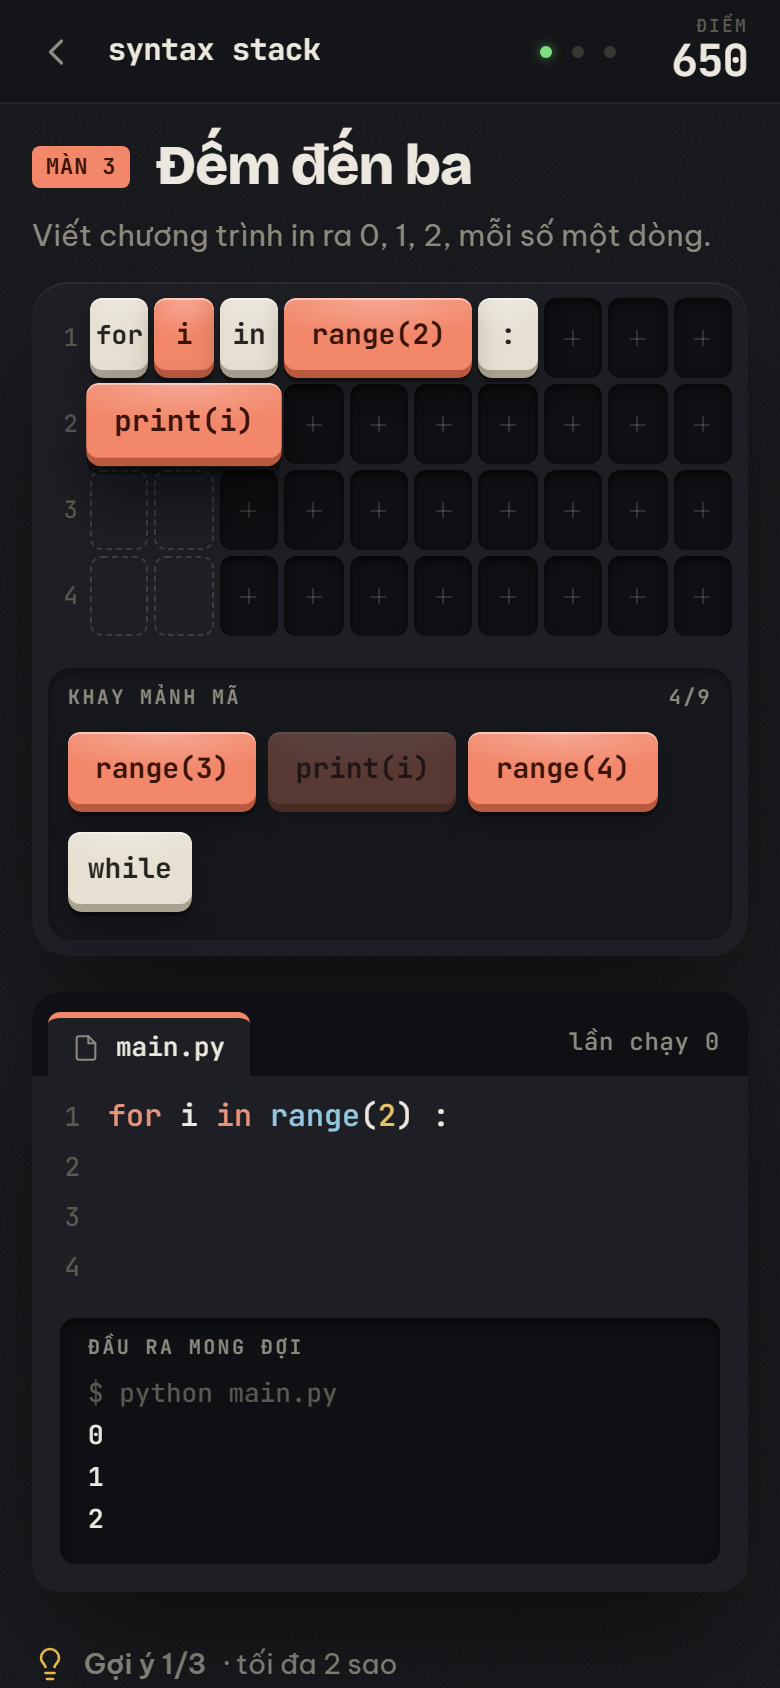 syntax stack
ĐIỂM
650
MÀN 3
Đếm đến ba
Viết chương trình in ra 0, 1, 2, mỗi số một dòng.
1 for i in range(2) : + + +
2 print(i) + + + + + + +
3 + + + + + + + +
4 + + + + + + + +
KHAY MẢNH MÃ 4/9
range(3) print(i) range(4)
while
main.py lần chạy 0
1 for i in range(2) :
2
3
4
ĐẦU RA MONG ĐỢI
$ python main.py
0
1
2
Gợi ý 1/3 · tối đa 2 sao